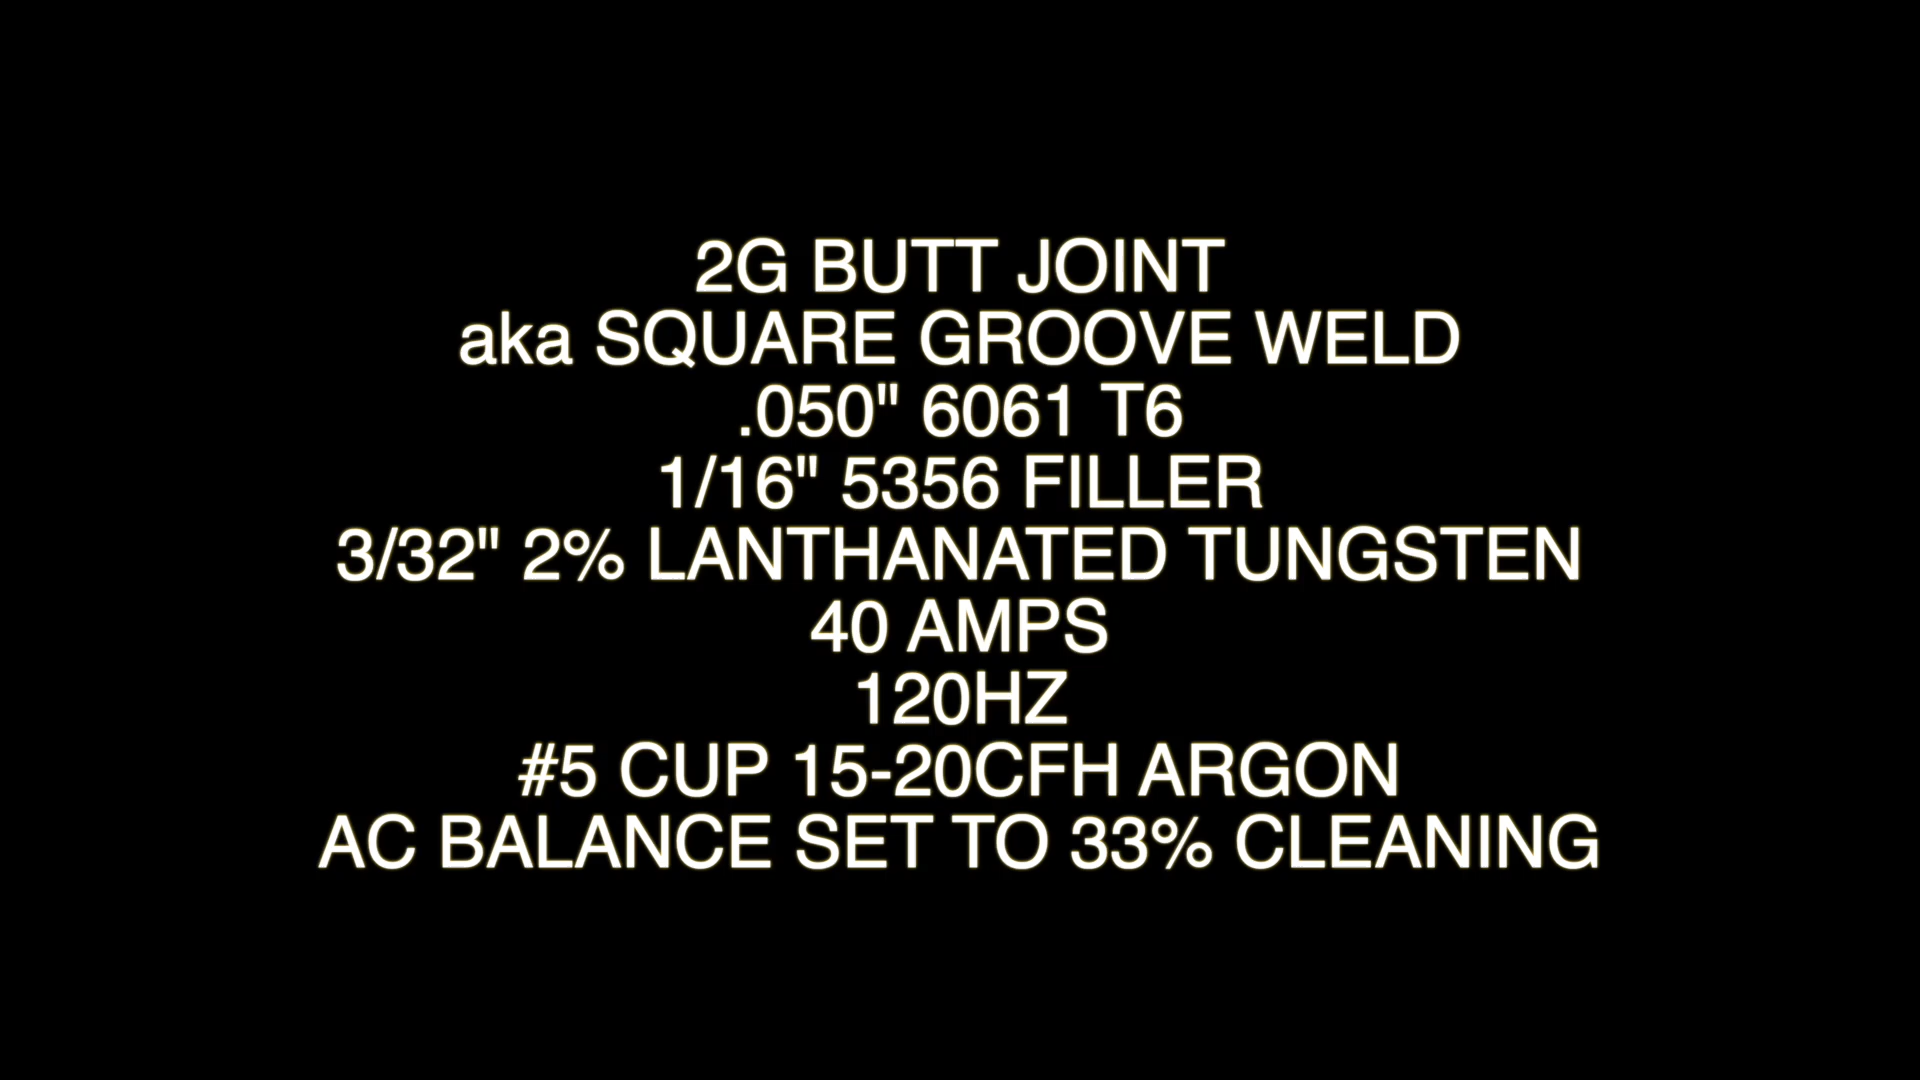 2G BUTT JOINT
aka SQUARE GROOVE WELD
.050" 6061 T6
1/16" 5356 FILLER
3/32" 2% LANTHANATED TUNGSTEN
40 AMPS
120HZ
#5 CUP 15-20CFH ARGON
AC BALANCE SET TO 33% CLEANING